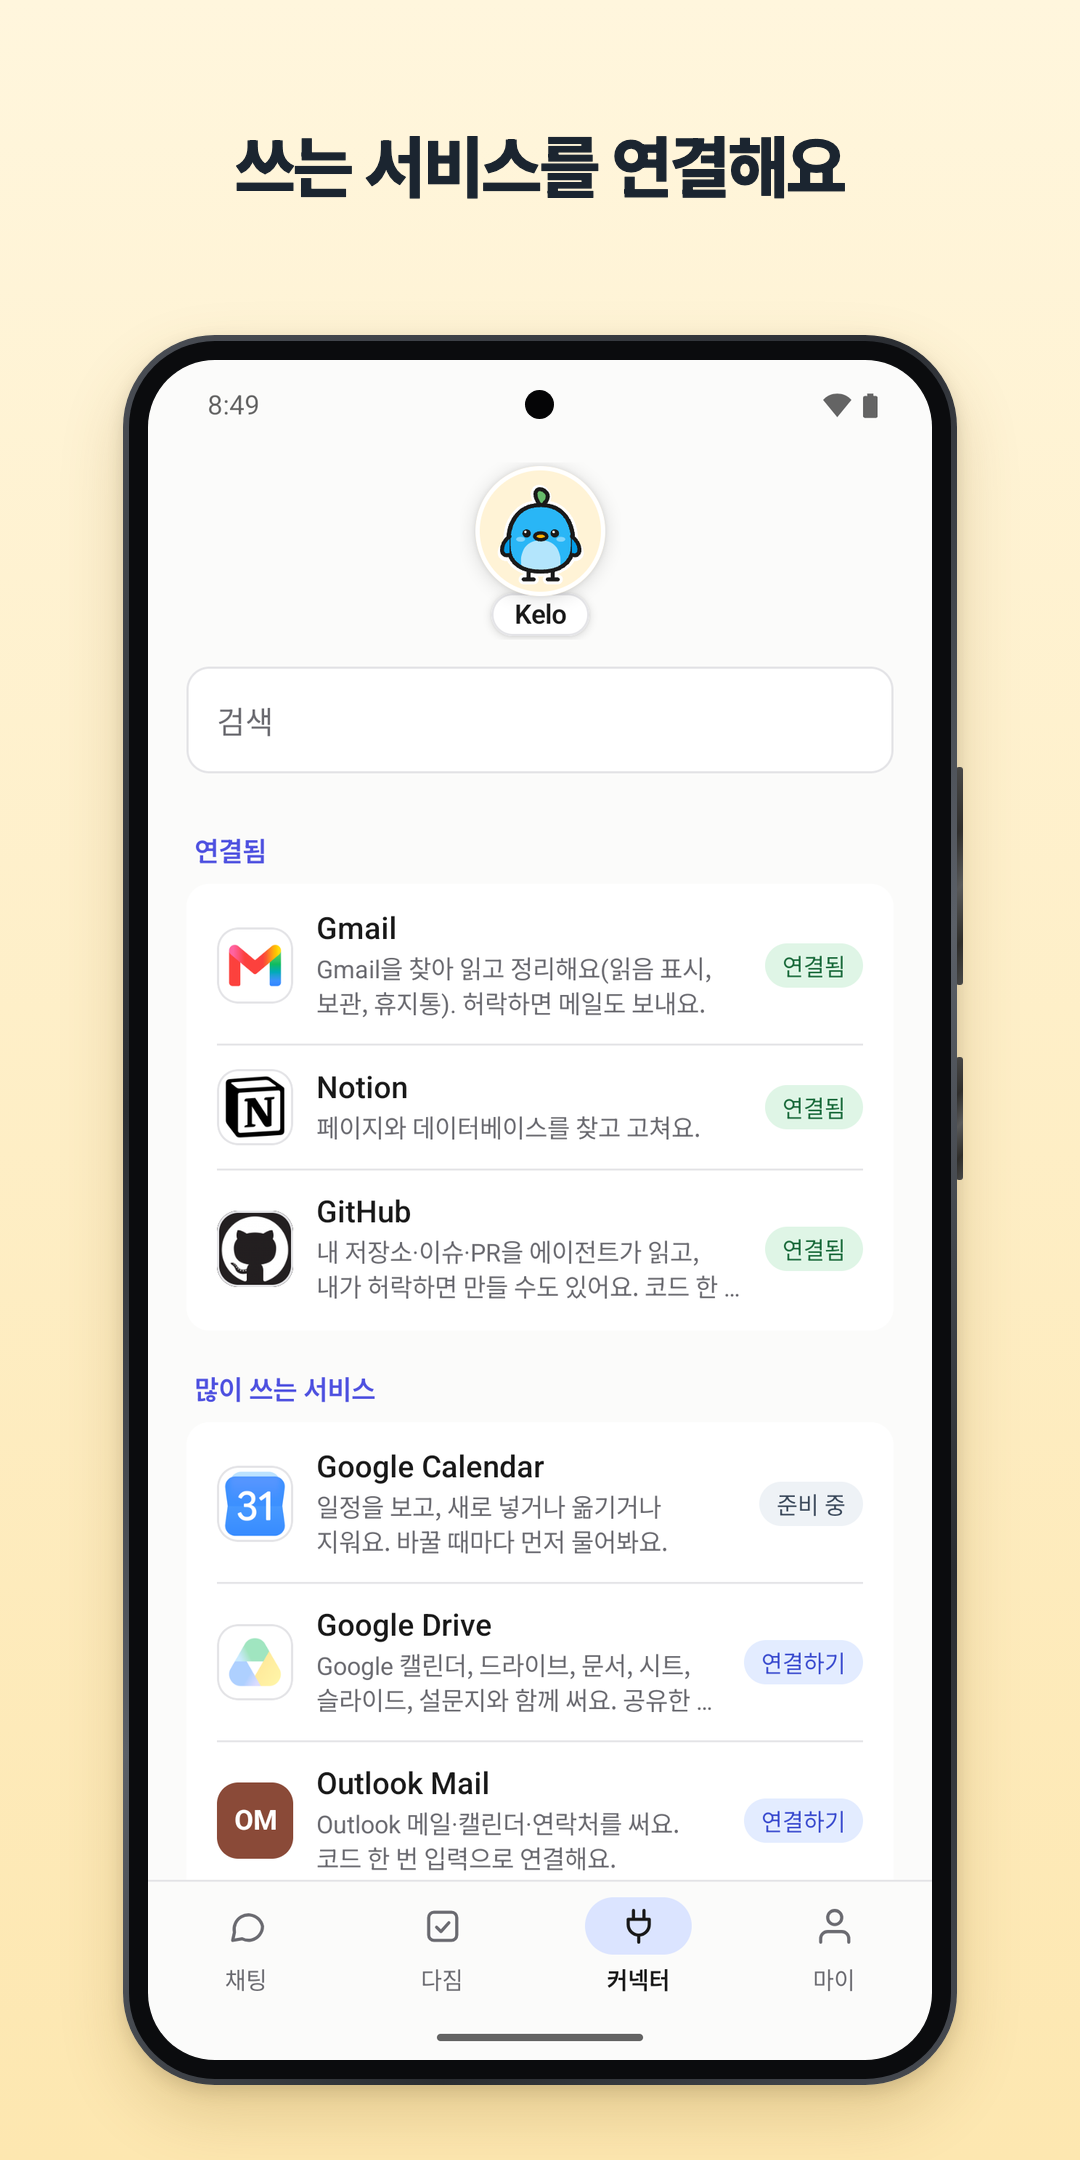 쓰는 서비스를 연결해요
8:49
Kelo
검색
연결됨
Gmail
Gmail을 찾아 읽고 정리해요(읽음 표시,
보관, 휴지통). 허락하면 메일도 보내요.
연결됨
Notion
페이지와 데이터베이스를 찾고 고쳐요.
연결됨
GitHub
내 저장소·이슈·PR을 에이전트가 읽고,
내가 허락하면 만들 수도 있어요. 코드 한 ...
연결됨
많이 쓰는 서비스
31
Google Calendar
일정을 보고, 새로 넣거나 옮기거나
지워요. 바꿀 때마다 먼저 물어봐요.
준비 중
Google Drive
Google 캘린더, 드라이브, 문서, 시트,
슬라이드, 설문지와 함께 써요. 공유한 ...
연결하기
OM
Outlook Mail
Outlook 메일·캘린더·연락처를 써요.
코드 한 번 입력으로 연결해요.
연결하기
채팅
다짐
커넥터
마이